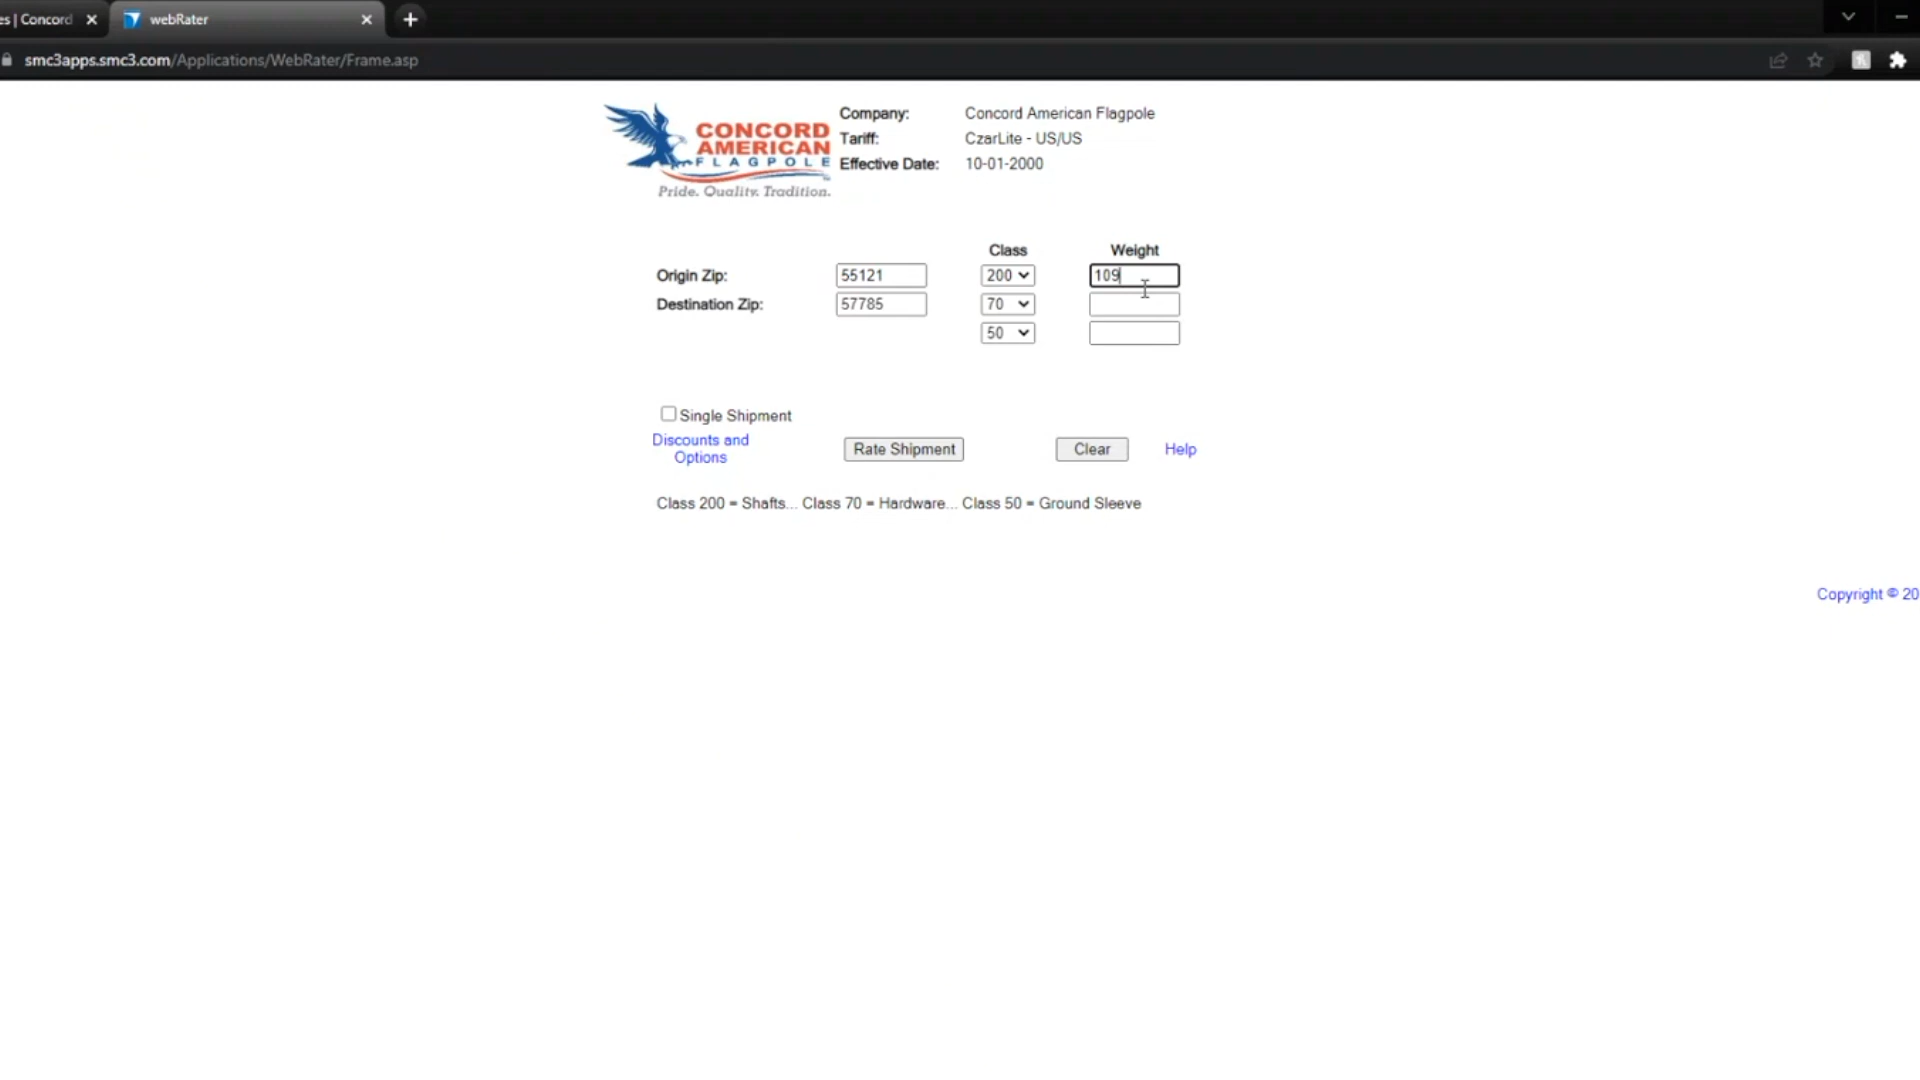 es | Concord
webRater
smc3apps.smc3.com/Applications/WebRater/Frame.asp
CONCORD
AMERICAN
FLAGPOLE
Pride. Quality. Tradition.
Company: Concord American Flagpole
Tariff: CzarLite - US/US
Effective Date: 10-01-2000
Class Weight
Origin Zip: 55121 200 109
Destination Zip: 57785 70
50
Single Shipment
Discounts and
Options
Rate Shipment Clear Help
Class 200 = Shafts... Class 70 = Hardware... Class 50 = Ground Sleeve
Copyright © 20